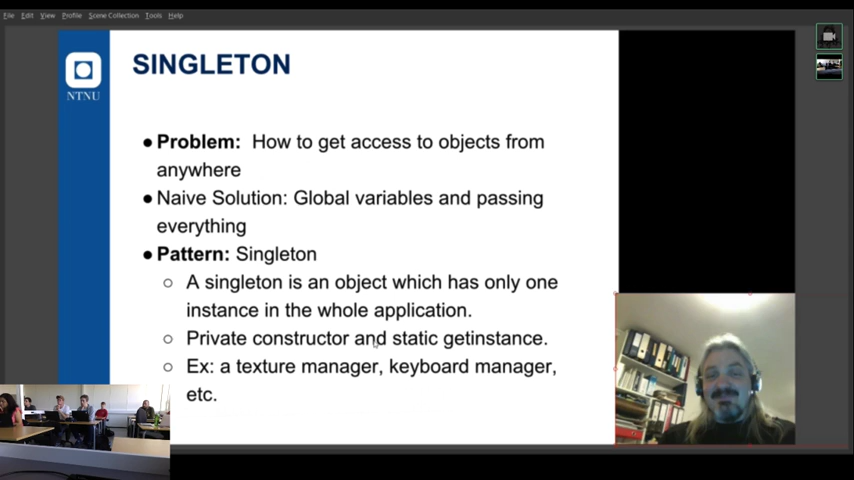 File Edit View Profile Scene Collection Tools Help
SINGLETON
NTNU
●Problem: How to get access to objects from
anywhere
●Naive Solution: Global variables and passing
everything
●Pattern: Singleton
○ A singleton is an object which has only one
instance in the whole application.
○ Private constructor and static getinstance.
○ Ex: a texture manager, keyboard manager,
etc.